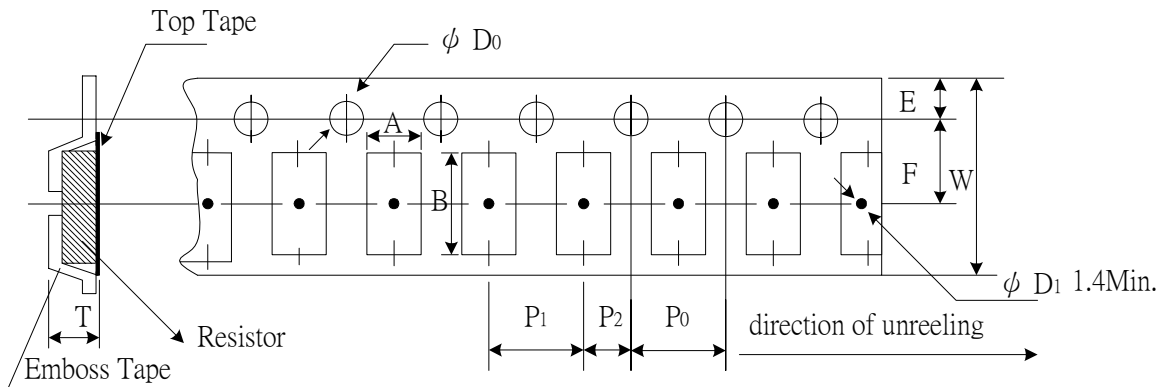 Top Tape
ϕ D0
E
A
F
W
B
ϕ D1 1.4Min.
T
P1
P2
P0
direction of unreeling
Resistor
Emboss Tape